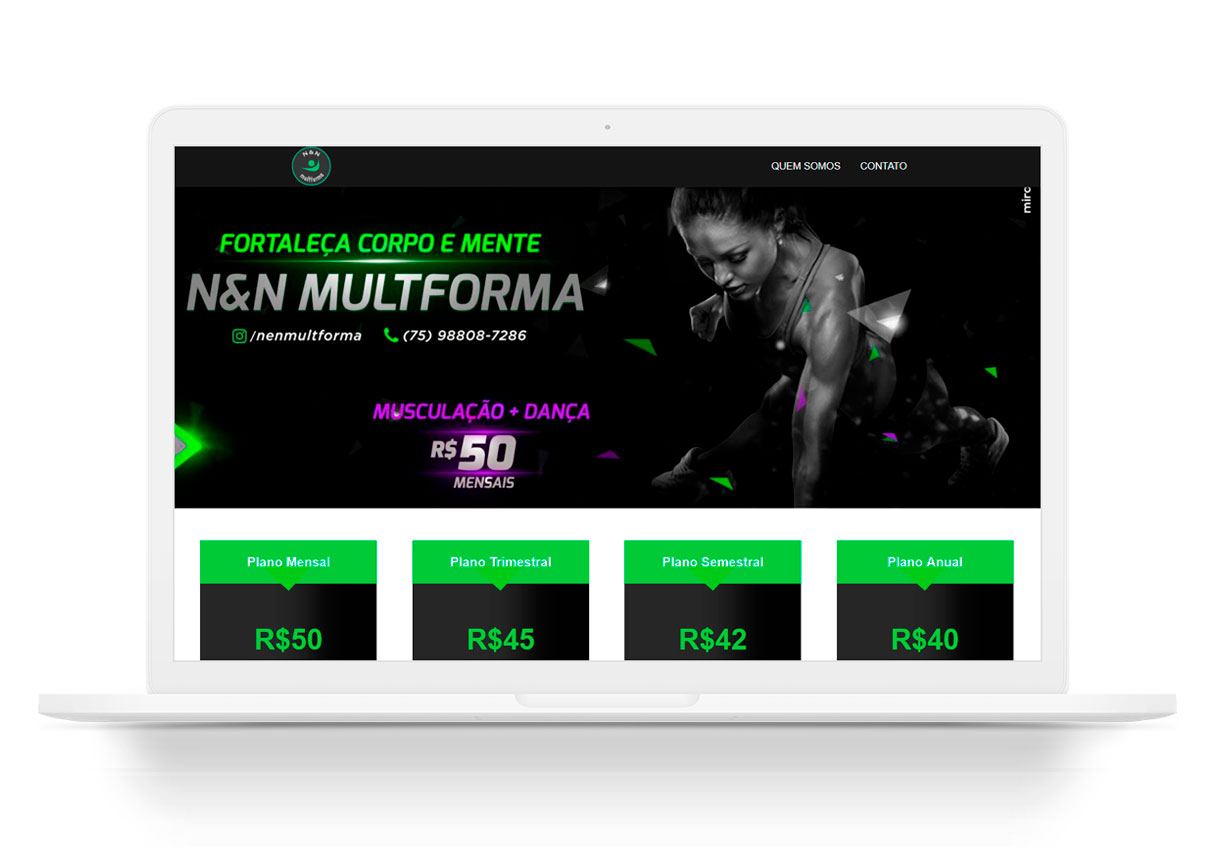 N&N
multforma
QUEM SOMOS CONTATO
mirc
FORTALEÇA CORPO E MENTE
N&N MULTFORMA
/nenmultforma (75) 98808-7286
MUSCULAÇÃO + DANÇA
R$50
MENSAIS
Plano Mensal Plano Trimestral Plano Semestral Plano Anual
R$50 R$45 R$42 R$40